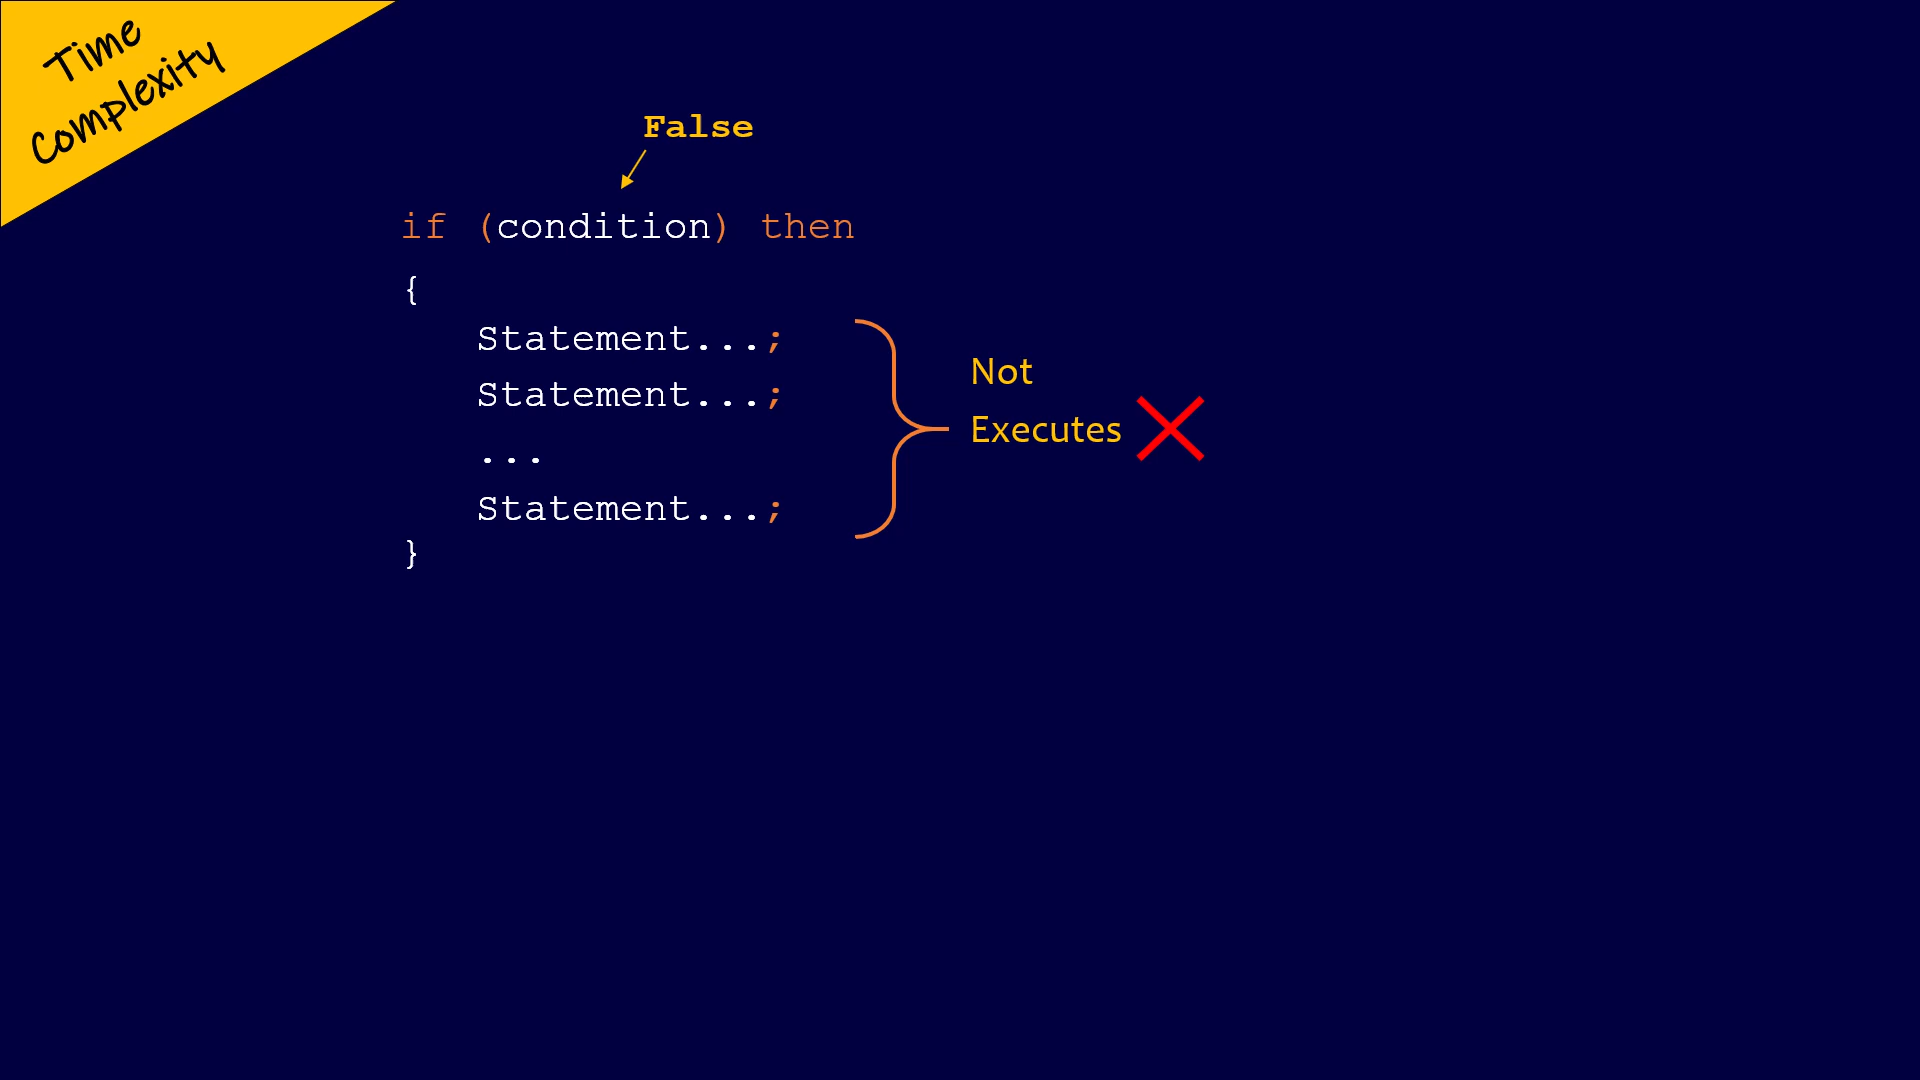 Time
Complexity
False
if (condition) then
{
Statement...;
Statement...;
...
Statement...;
}
Not
Executes